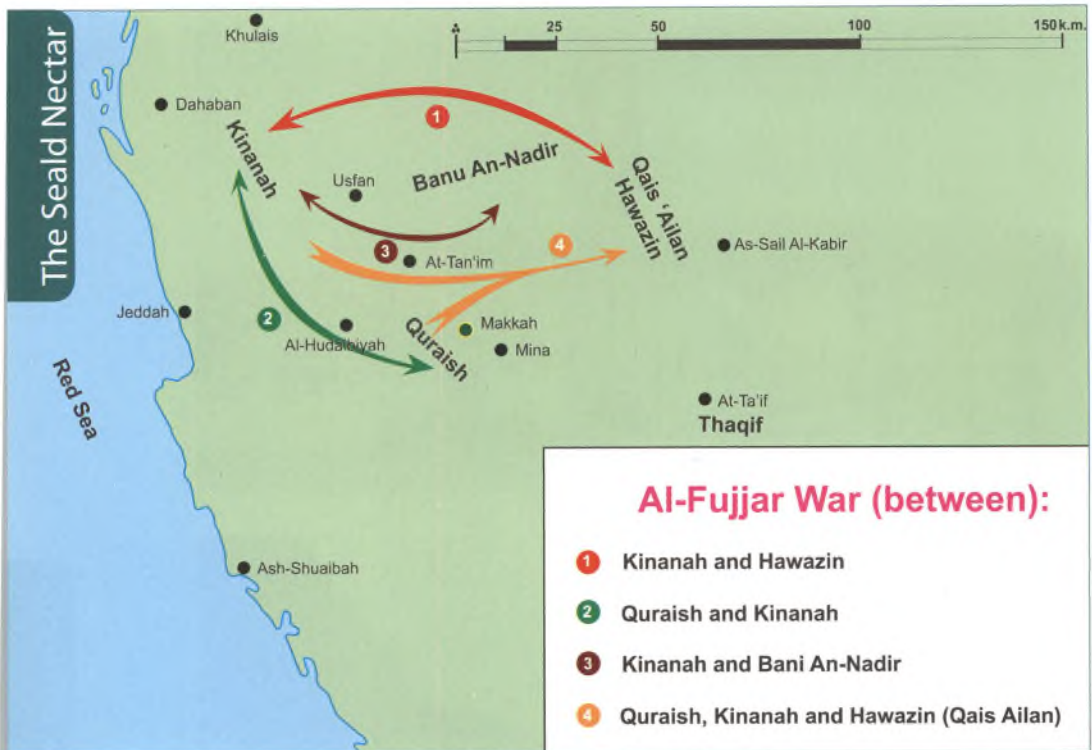 The Seald Nectar
Khulais
25
50
100
150 k.m.
Dahaban
1
Kinanah
Banu An-Nadir
Usfan
Qais ‘Ailan
Hawazin
3
4
At-Tan'im
As-Sail Al-Kabir
Jeddah
2
Al-Hudaibiyah
Quraish
Makkah
Mina
Red Sea
At-Ta'if
Thaqif
Ash-Shuaibah
Al-Fujjar War (between):
1 Kinanah and Hawazin
2 Quraish and Kinanah
3 Kinanah and Bani An-Nadir
4 Quraish, Kinanah and Hawazin (Qais Ailan)